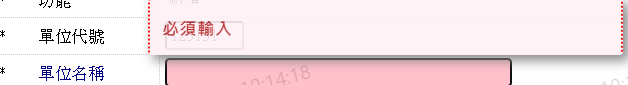 功能
必須輸入
* 單位代號
* 單位名稱
10:14:18